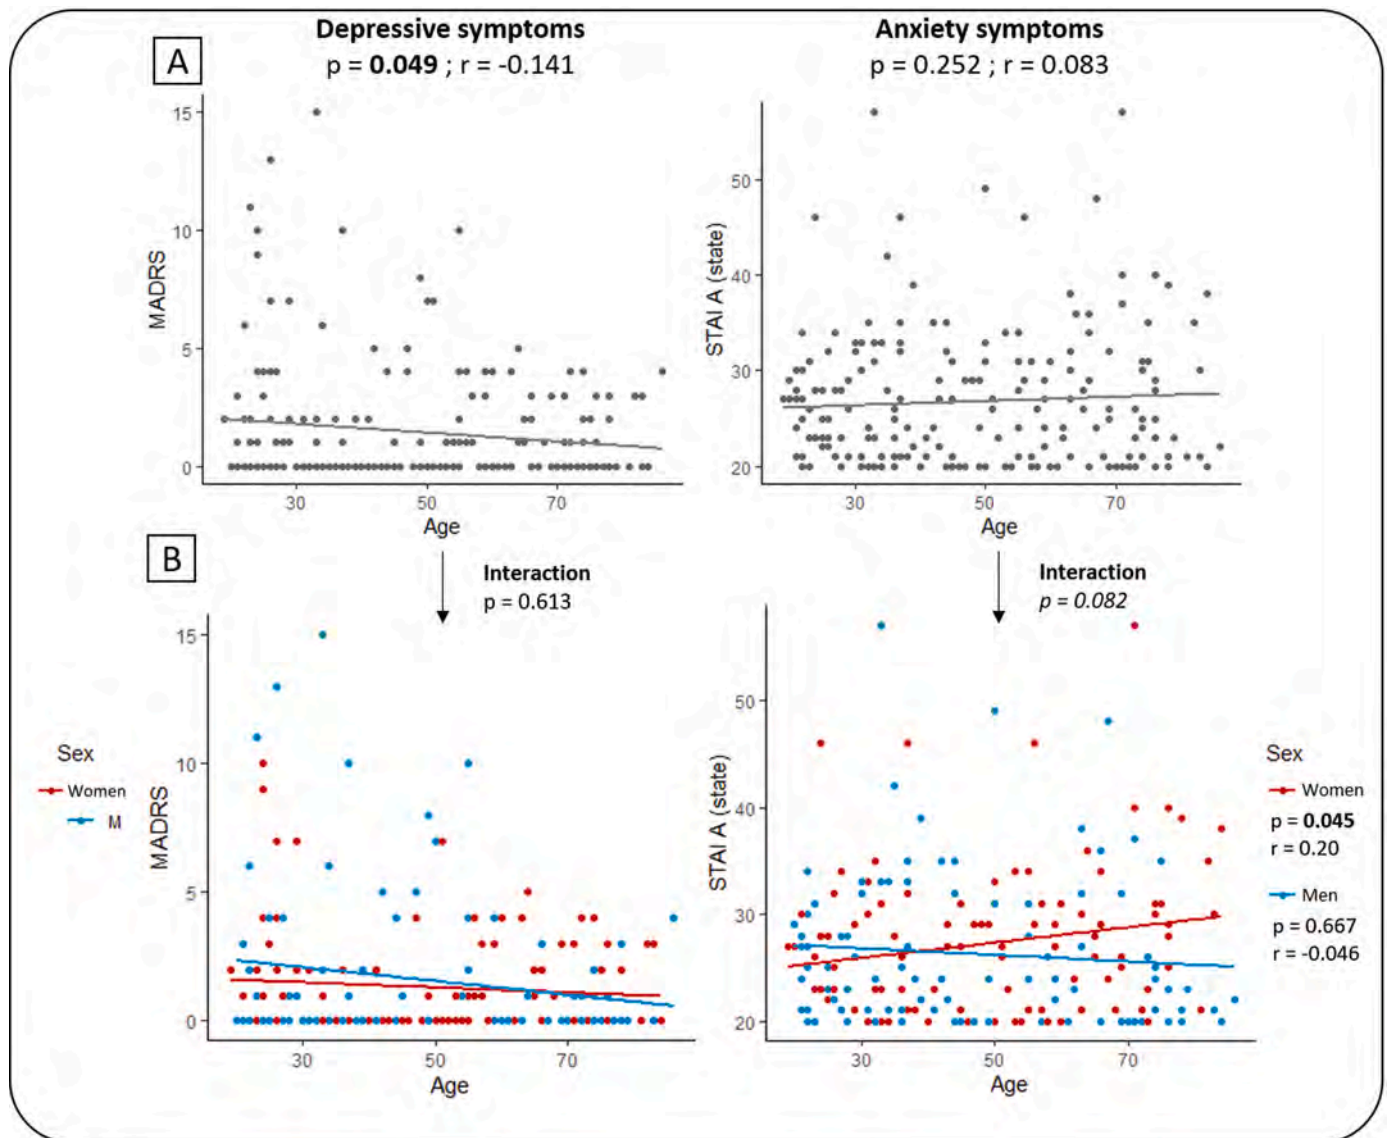 Depressive symptoms
p = 0.049 ; r = -0.141
Anxiety symptoms
p = 0.252 ; r = 0.083
A
15
10
5
0
MADRS
30
50
70
Age
50
40
30
20
STAI A (state)
30
50
70
Age
B
Interaction
p = 0.613
Interaction
p = 0.082
Sex
Women
M
15
10
5
0
MADRS
30
50
70
Age
50
40
30
20
STAI A (state)
30
50
70
Age
Sex
Women
p = 0.045
r = 0.20
Men
p = 0.667
r = -0.046